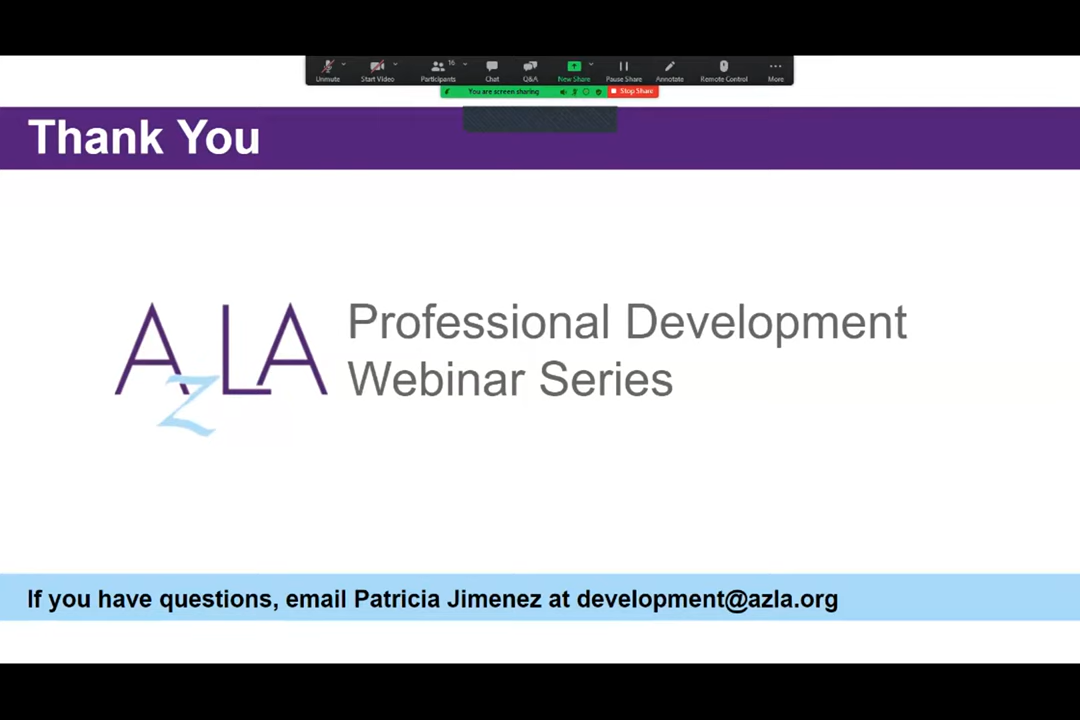 16
Unmute Start Video Participants Chat Q&A New Share Pause Share Annotate Remote Control More
You are screen sharing Stop Share
Thank You
AzLA
Professional Development
Webinar Series
If you have questions, email Patricia Jimenez at development@azla.org